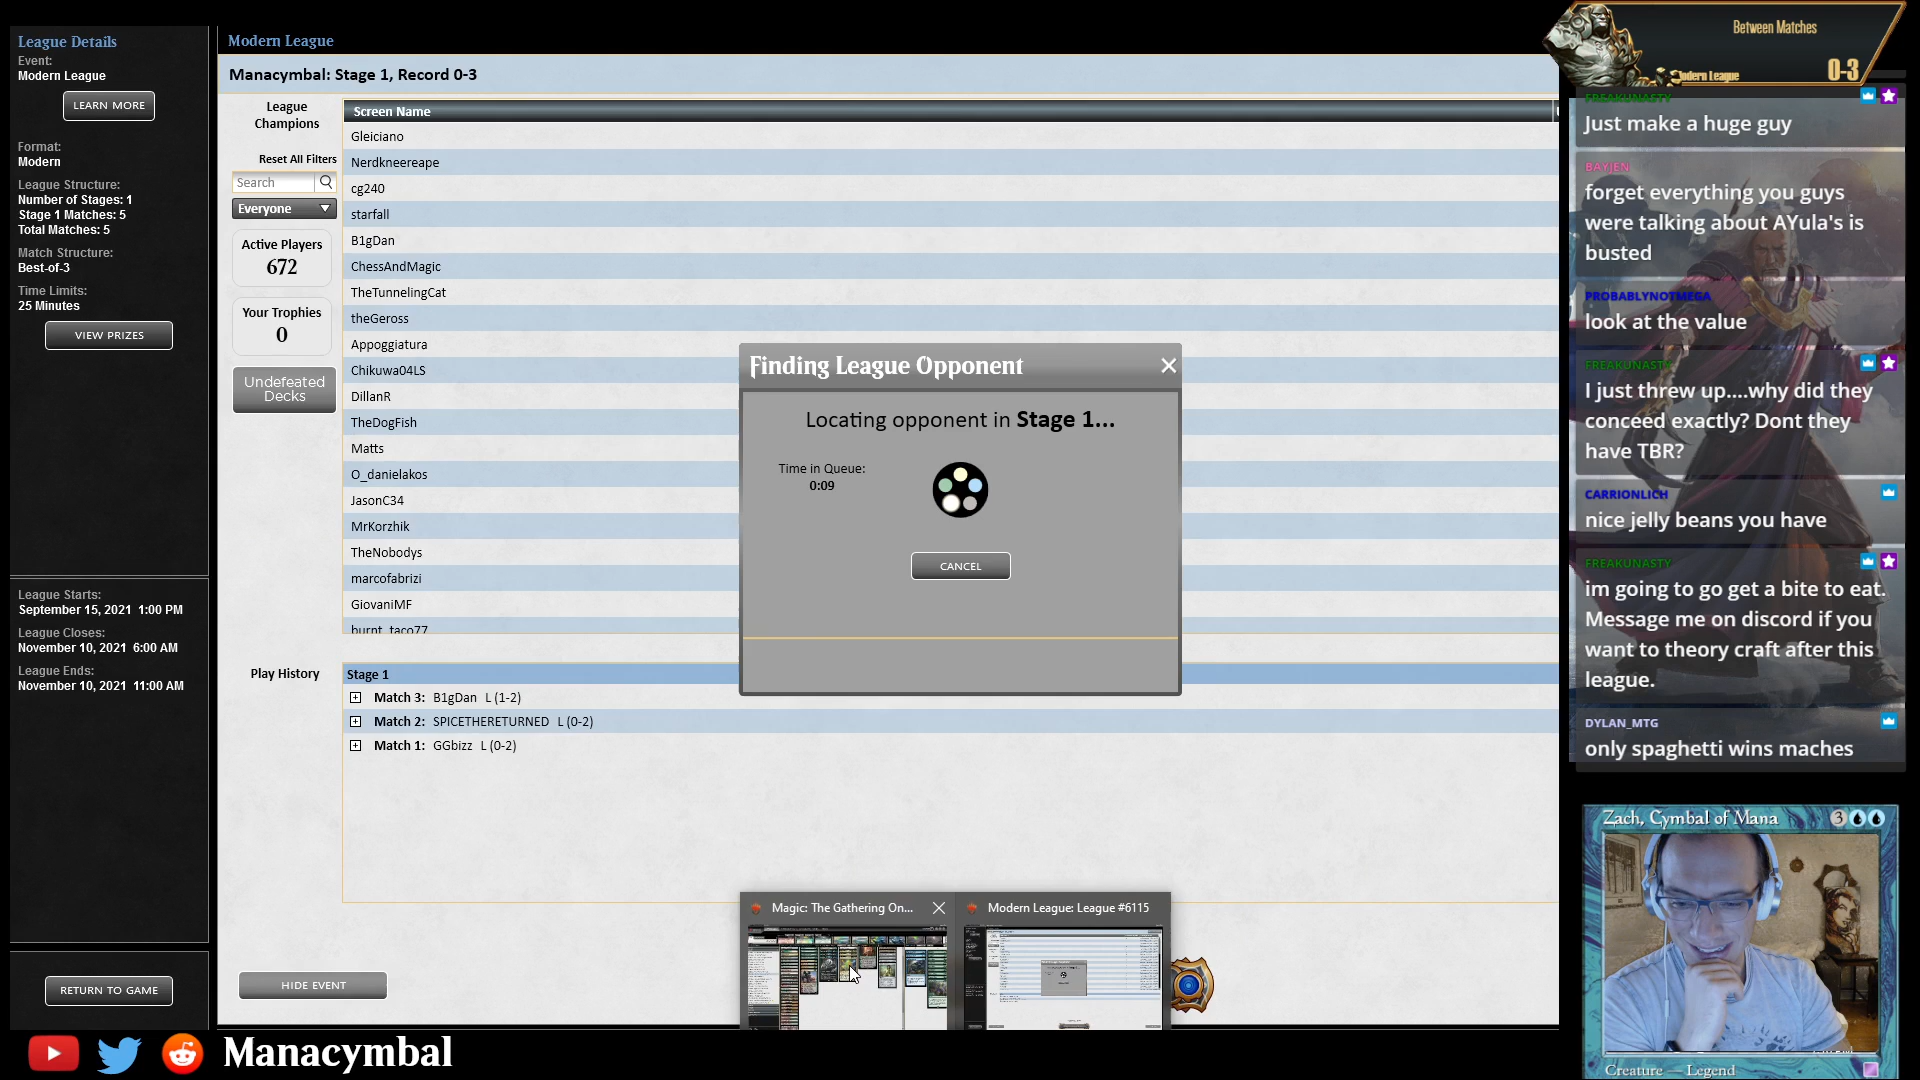 League Details
Event:
Modern League
LEARN MORE
Format:
Modern
League Structure:
Number of Stages: 1
Stage 1 Matches: 5
Total Matches: 5
Match Structure:
Best-of-3
Time Limits:
25 Minutes
VIEW PRIZES
League Starts:
September 15, 2021 1:00 PM
League Closes:
November 10, 2021 6:00 AM
League Ends:
November 10, 2021 11:00 AM
RETURN TO GAME
Modern League
Manacymbal: Stage 1, Record 0-3
League
Champions
Reset All Filters
Search
Everyone
Active Players
672
Your Trophies
0
Undefeated
Decks
Screen Name
Gleiciano
Nerdkneereape
cg240
starfall
B1gDan
ChessAndMagic
TheTunnelingCat
theGeross
Appoggiatura
Chikuwa04LS
DillanR
TheDogFish
Matts
O_danielakos
JasonC34
MrKorzhik
TheNobodys
marcofabrizi
GiovaniMF
burnt_taco77
Finding League Opponent
Locating opponent in Stage 1...
Time in Queue:
0:09
CANCEL
Play History
Stage 1
Match 3: B1gDan L (1-2)
Match 2: SPICETHERETURNED L (0-2)
Match 1: GGbizz L (0-2)
HIDE EVENT
Magic: The Gathering On...
Modern League: League #6115
Manacymbal
Between Matches
Modern League
0-3
FREAKUNASTY
Just make a huge guy
BAYJEN
forget everything you guys
were talking about AYula's is
busted
PROBABLYNOTMEGA
look at the value
FREAKUNASTY
I just threw up....why did they
conceed exactly? Dont they
have TBR?
CARRIONLICH
nice jelly beans you have
FREAKUNASTY
im going to go get a bite to eat.
Message me on discord if you
want to theory craft after this
league.
DYLAN_MTG
only spaghetti wins maches
Zach, Cymbal of Mana 3
Creature — Legend